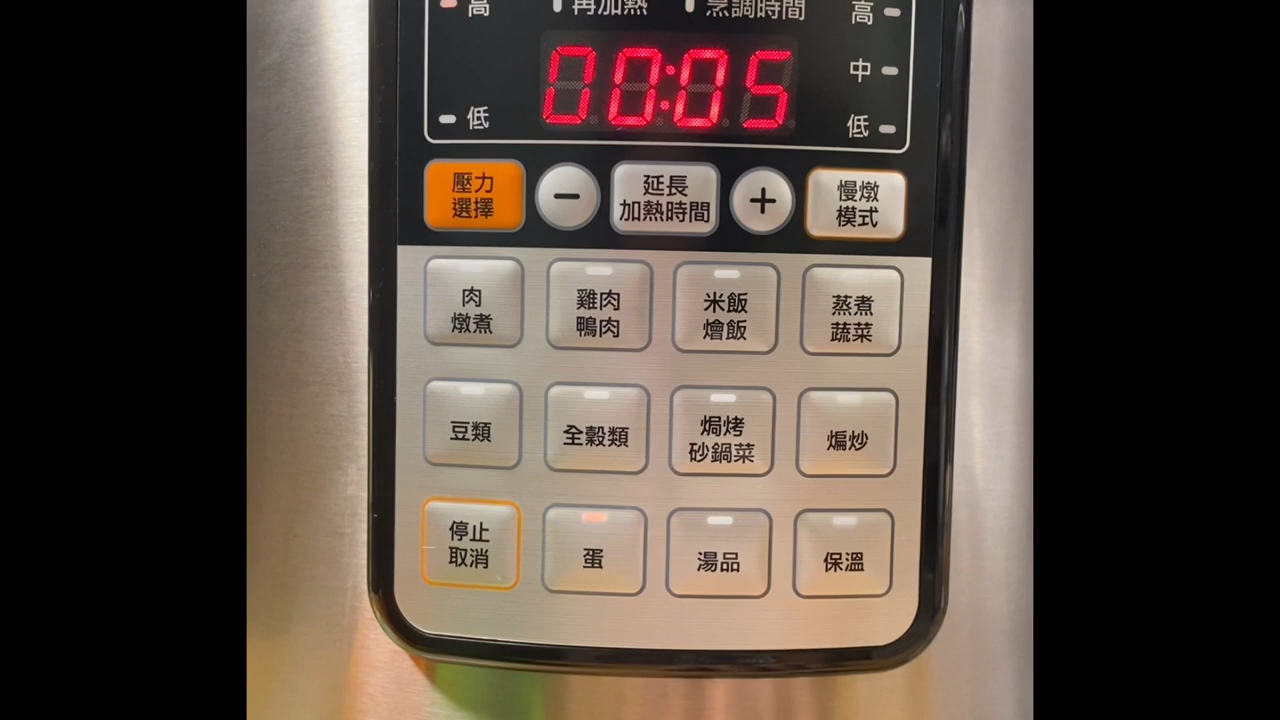 高
再加熱
烹調時間
高
00:05
中
低
低
壓力
選擇
−
延長
加熱時間
+
慢燉
模式
肉
燉煮
雞肉
鴨肉
米飯
燴飯
蒸煮
蔬菜
豆類
全穀類
焗烤
砂鍋菜
煸炒
停止
取消
蛋
湯品
保溫